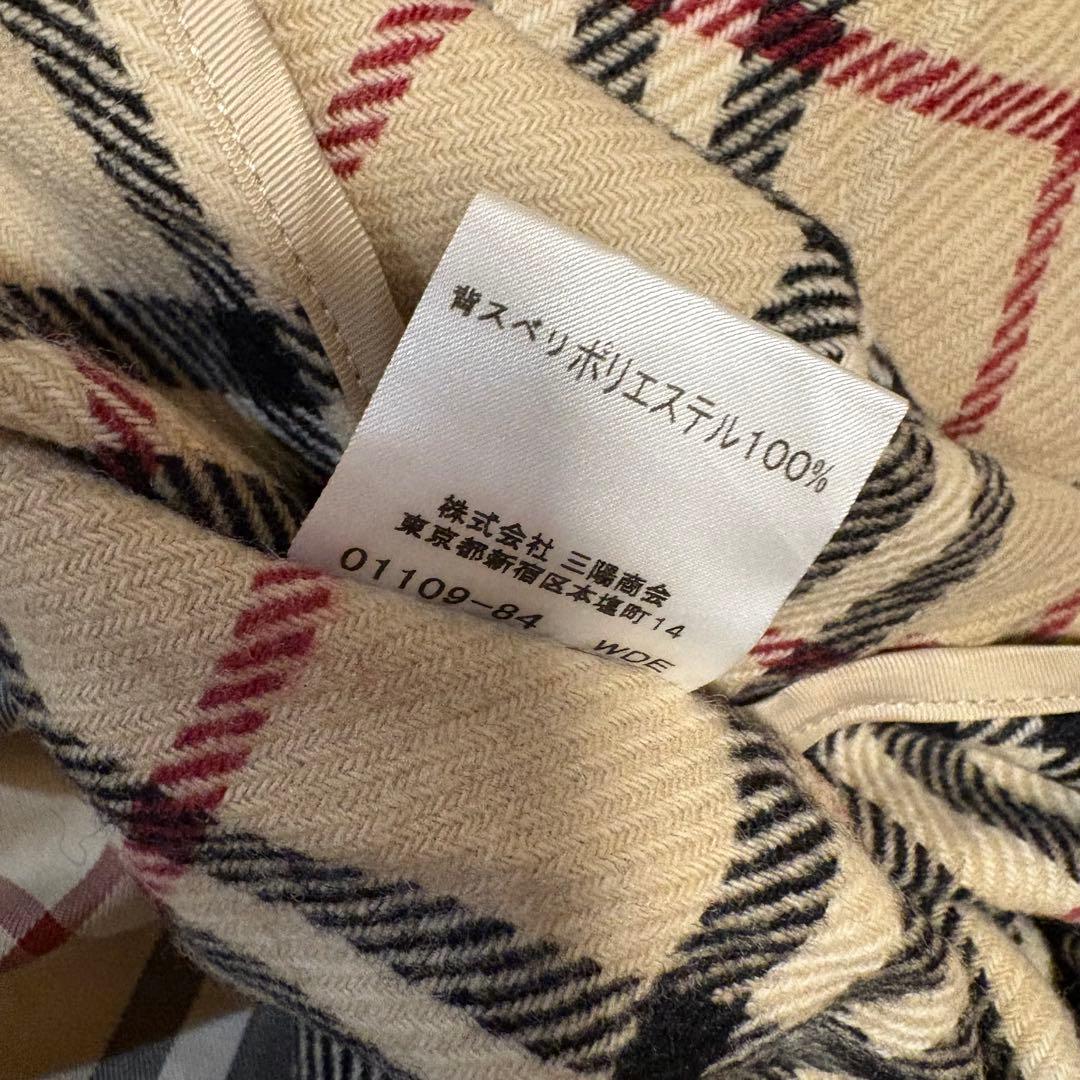 背スベリポリエステル100%
株式会社 三陽商会
東京都新宿区本塩町14
01109-84 WDE